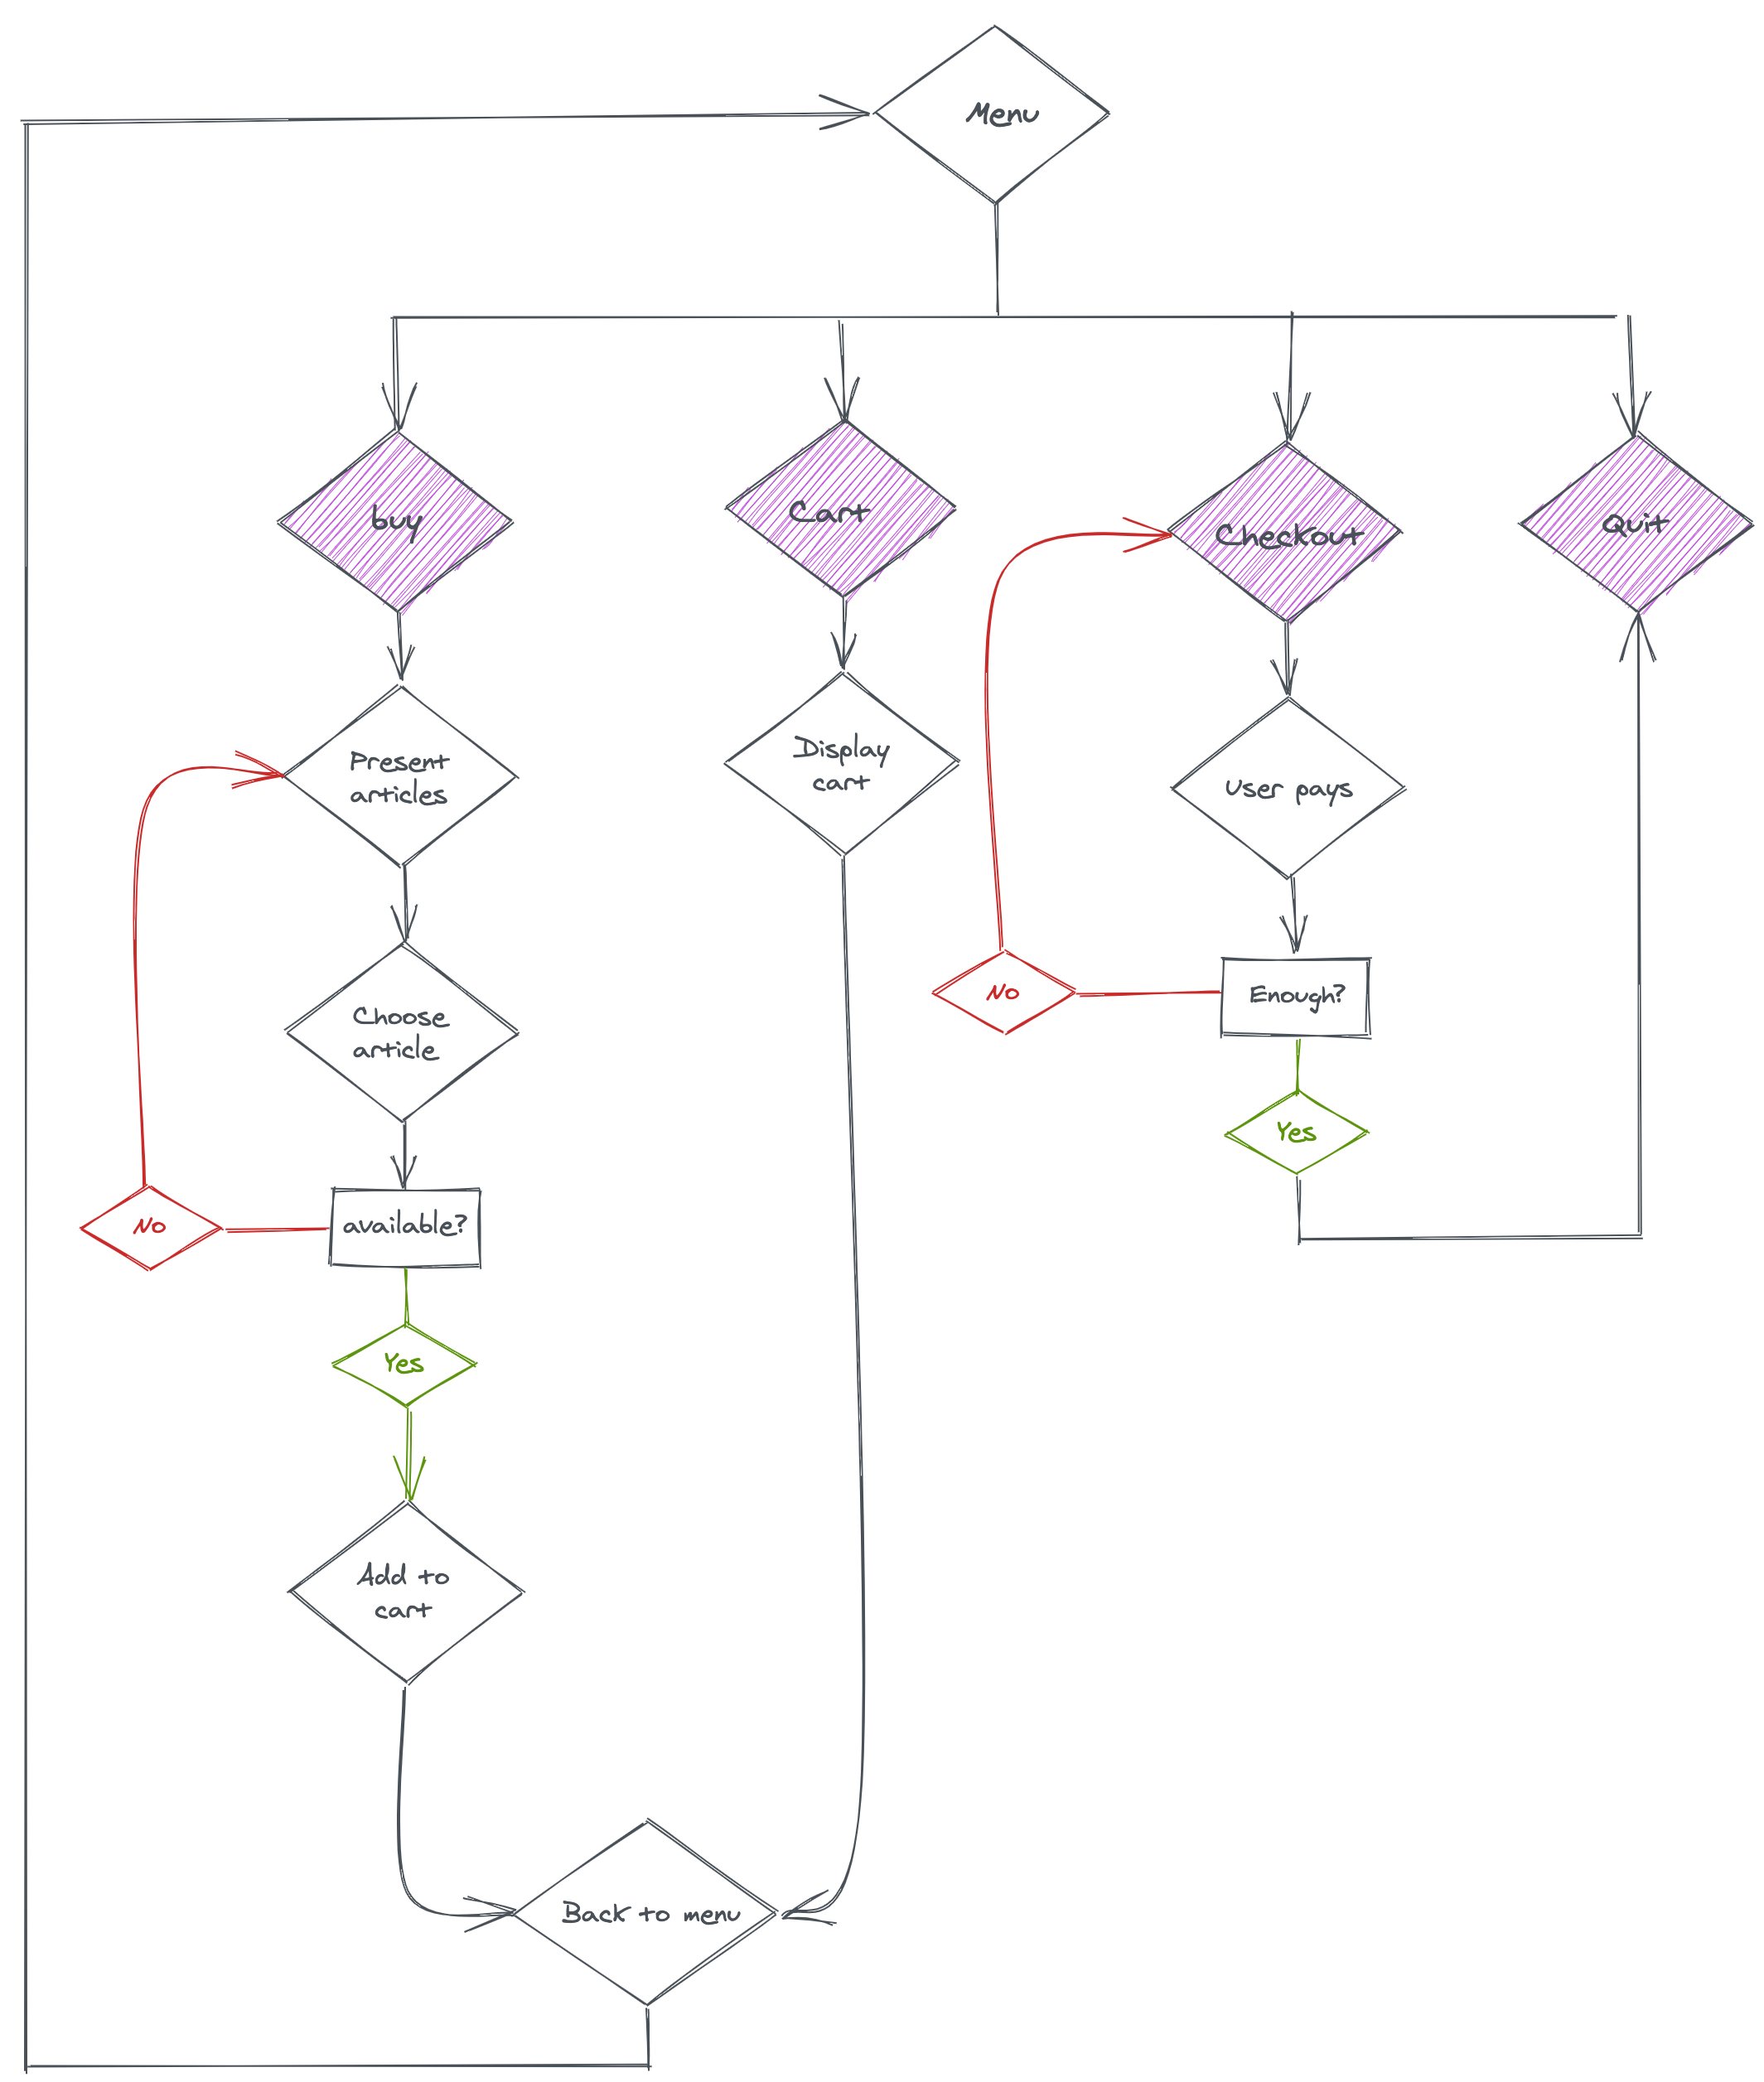 Menu
buy
Cart
Checkout
Quit
Present
articles
Display
cart
User pays
Choose
article
No
Enough?
Yes
No
available?
Yes
Add to
cart
Back to menu